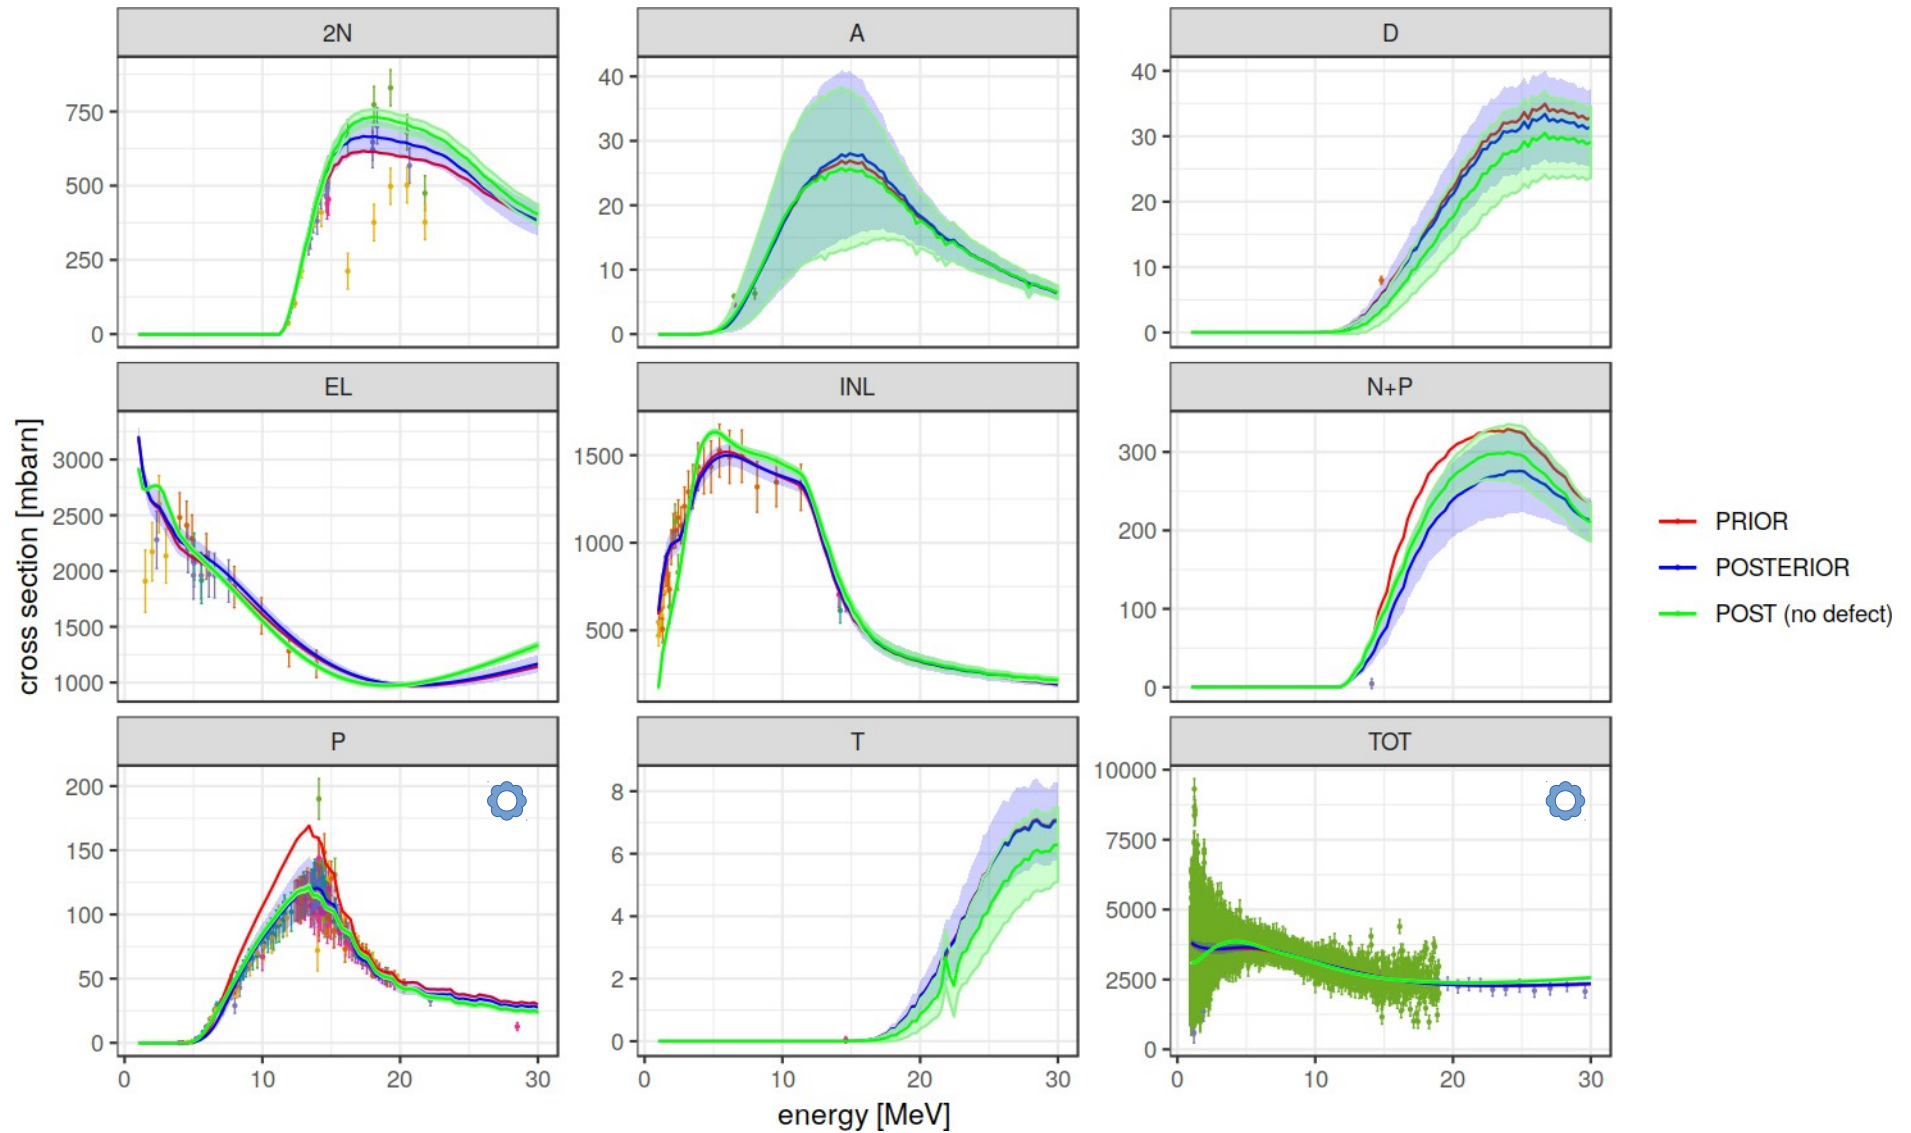 2N
A
D
750
500
250
0
40
30
20
10
0
40
30
20
10
0
EL
INL
N+P
cross section [mbarn]
3000
2500
2000
1500
1000
1500
1000
500
300
200
100
0
PRIOR
POSTERIOR
POST (no defect)
P
T
TOT
200
150
100
50
0
8
6
4
2
0
10000
7500
5000
2500
0
0 10 20 30
0 10 20 30
0 10 20 30
energy [MeV]